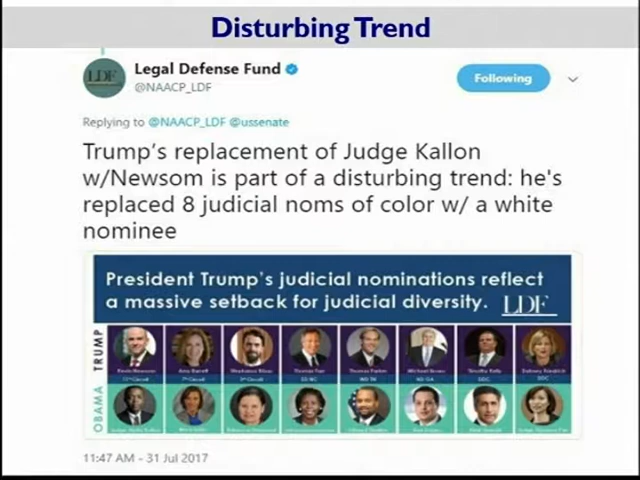 Disturbing Trend
LDF
Legal Defense Fund
@NAACP_LDF
Following
Replying to @NAACP_LDF @ussenate
Trump's replacement of Judge Kallon
w/Newsom is part of a disturbing trend: he's
replaced 8 judicial noms of color w/ a white
nominee
President Trump's judicial nominations reflect
a massive setback for judicial diversity. LDF
TRUMP
OBAMA
11:47 AM - 31 Jul 2017